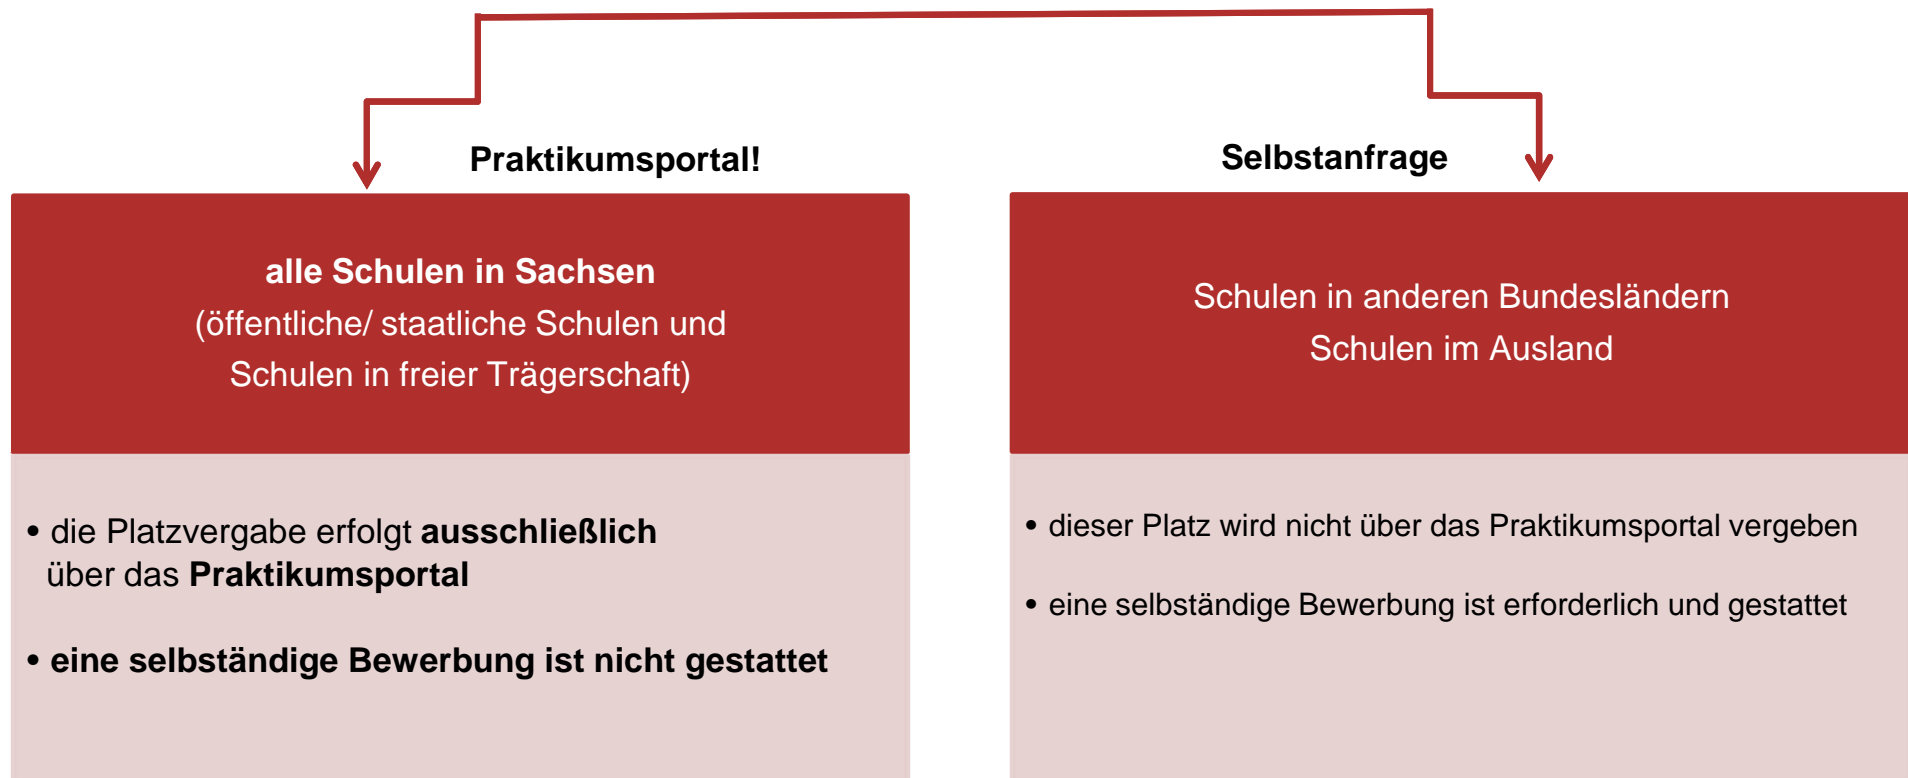 Praktikumsportal!
alle Schulen in Sachsen
(öffentliche/ staatliche Schulen und
Schulen in freier Trägerschaft)
• die Platzvergabe erfolgt ausschließlich
über das Praktikumsportal
• eine selbständige Bewerbung ist nicht gestattet
Selbstanfrage
Schulen in anderen Bundesländern
Schulen im Ausland
• dieser Platz wird nicht über das Praktikumsportal vergeben
• eine selbständige Bewerbung ist erforderlich und gestattet